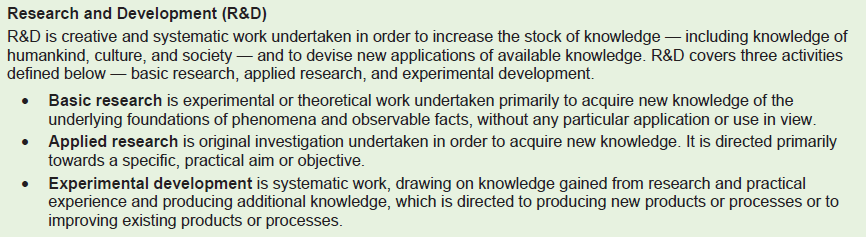 Research and Development (R&D)
R&D is creative and systematic work undertaken in order to increase the stock of knowledge — including knowledge of
humankind, culture, and society — and to devise new applications of available knowledge. R&D covers three activities
defined below — basic research, applied research, and experimental development.
• Basic research is experimental or theoretical work undertaken primarily to acquire new knowledge of the
underlying foundations of phenomena and observable facts, without any particular application or use in view.
• Applied research is original investigation undertaken in order to acquire new knowledge. It is directed primarily
towards a specific, practical aim or objective.
• Experimental development is systematic work, drawing on knowledge gained from research and practical
experience and producing additional knowledge, which is directed to producing new products or processes or to
improving existing products or processes.